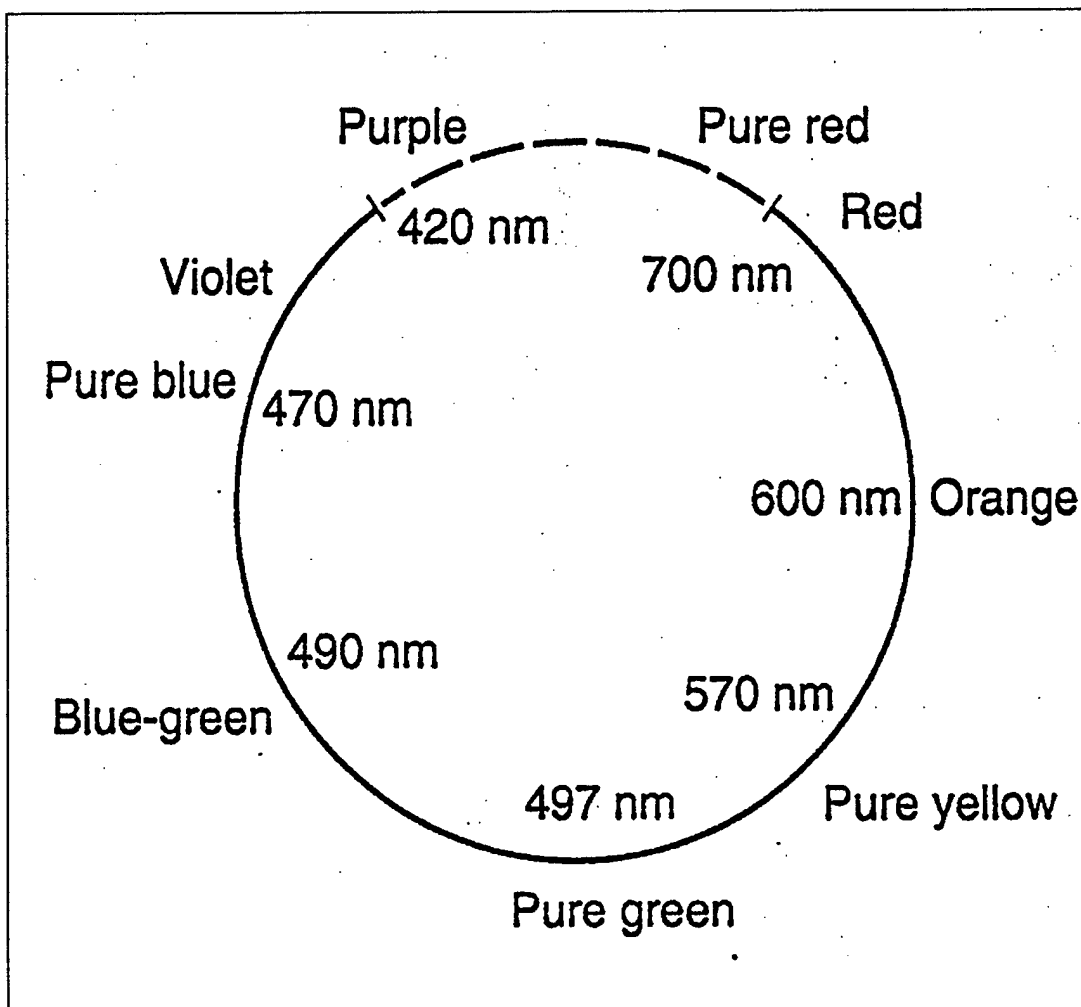 Purple
Pure red
420 nm
Red
700 nm
Violet
Pure blue
470 nm
600 nm
Orange
490 nm
570 nm
Blue-green
497 nm
Pure yellow
Pure green